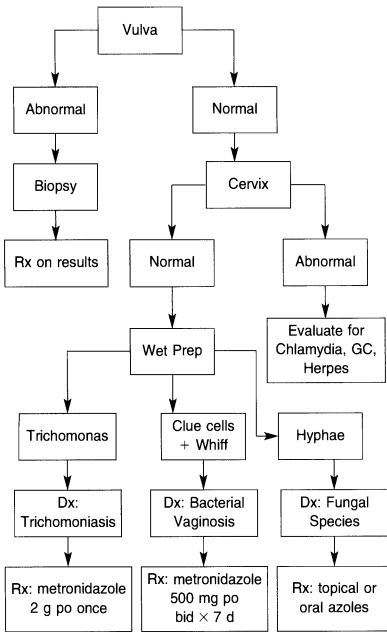 Vulva
Abnormal
Normal
Biopsy
Cervix
Rx on results
Normal
Abnormal
Evaluate for
Chlamydia, GC,
Herpes
Wet Prep
Trichomonas
Clue cells
+ Whiff
Hyphae
Dx:
Trichomoniasis
Dx: Bacterial
Vaginosis
Dx: Fungal
Species
Rx: metronidazole
2 g po once
Rx: metronidazole
500 mg po
bid × 7 d
Rx: topical or
oral azoles